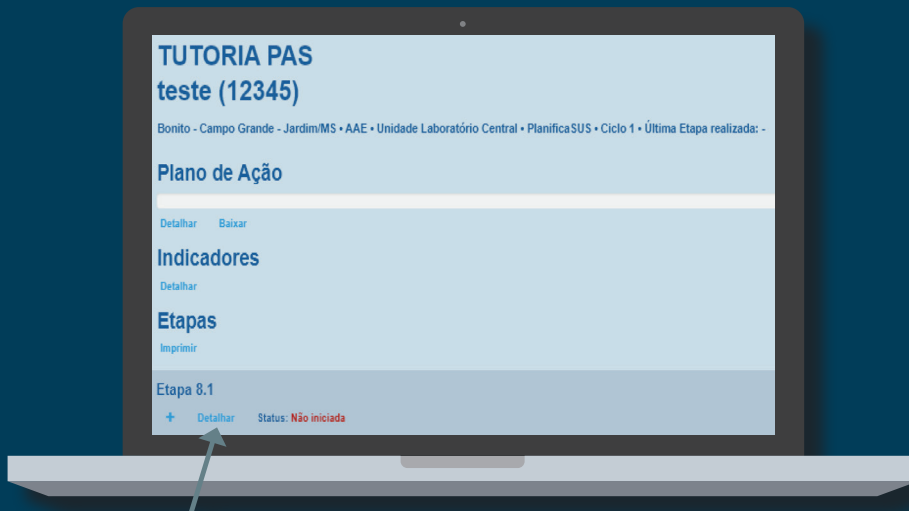 TUTORIA PAS
teste (12345)
Bonito - Campo Grande - Jardim/MS • AAE • Unidade Laboratório Central • PlanificaSUS • Ciclo 1 • Última Etapa realizada: -
Plano de Ação
Detalhar Baixar
Indicadores
Detalhar
Etapas
Imprimir
Etapa 8.1
+ Detalhar Status: Não iniciada